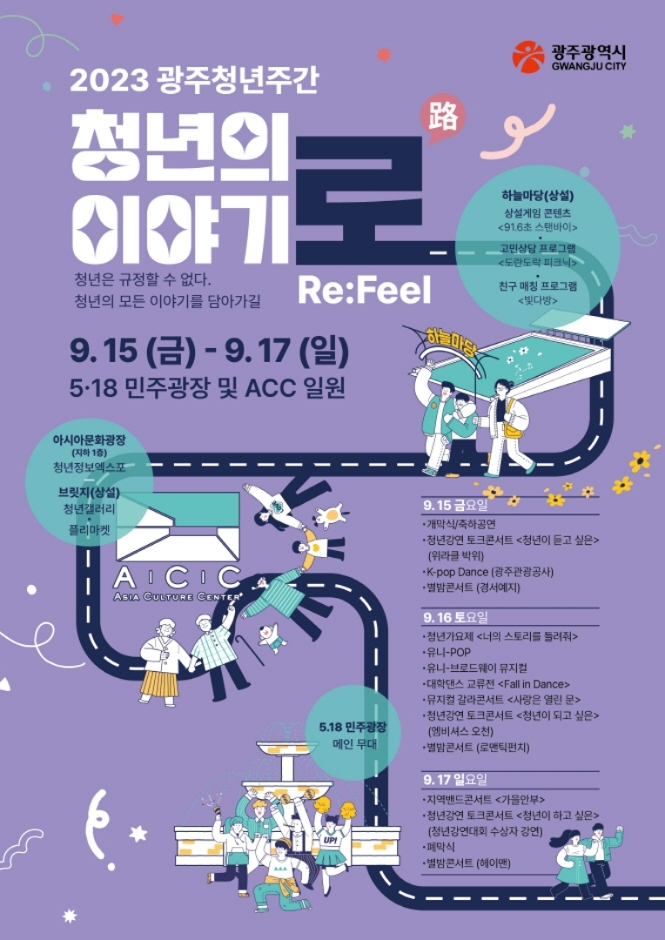 광주광역시
GWANGJU CITY
2023 광주청년주간
청년의
이야기로
路
Re:Feel
청년은 규정할 수 없다.
청년의 모든 이야기를 담아가길
9. 15 (금) - 9. 17 (일)
5·18 민주광장 및 ACC 일원
하늘마당(상설)
상설게임 콘텐츠
<91.6초 스탠바이>
•
고민상담 프로그램
<도란도락 피크닉>
•
친구 매칭 프로그램
<빛다방>
하늘마당
아시아문화광장
(지하 1층)
청년정보엑스포
브릿지(상설)
청년갤러리
•
플리마켓
ACC
ASIA CULTURE CENTER
5.18 민주광장
메인 무대
UP!
9. 15 금요일
·개막식/축하공연
·청년강연 토크콘서트 <청년이 듣고 싶은>
(위라클 박위)
·K-pop Dance (광주관광공사)
·별밤콘서트 (경서예지)
9. 16 토요일
·청년가요제 <너의 스토리를 들려줘>
·유니-POP
·유니-브로드웨이 뮤지컬
·대학댄스 교류전 <Fall in Dance>
·뮤지컬 갈라콘서트 <사랑은 열린 문>
·청년강연 토크콘서트 <청년이 되고 싶은>
(엠비셔스 오천)
·별밤콘서트 (로맨틱펀치)
9. 17 일요일
·지역밴드콘서트 <가을안부>
·청년강연 토크콘서트 <청년이 하고 싶은>
(청년강연대회 수상자 강연)
·폐막식
·별밤콘서트 (헤이맨)